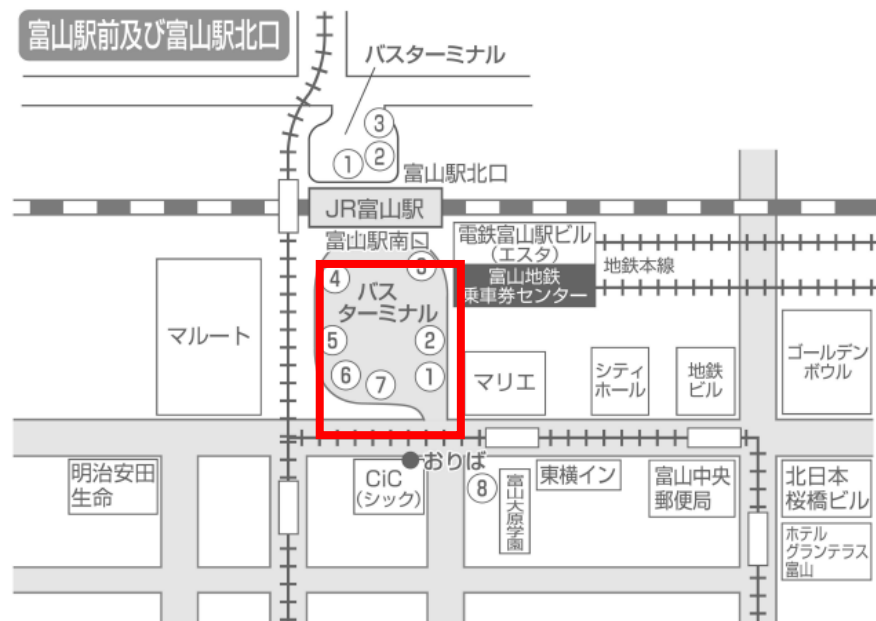 富山駅前及び富山駅北口
バスターミナル
③
①
②
富山駅北口
JR富山駅
富山駅南口
電鉄富山駅ビル
(エスタ)
地鉄本線
富山地鉄
乗車券センター
③
④
バス
ターミナル
⑤
②
⑥
⑦
①
マルート
マリエ
シティ
ホール
地鉄
ビル
ゴールデン
ボウル
おりば
明治安田
生命
CiC
(シック)
⑧
富山大原学園
東横イン
富山中央
郵便局
北日本
桜橋ビル
ホテル
グランテラス
富山